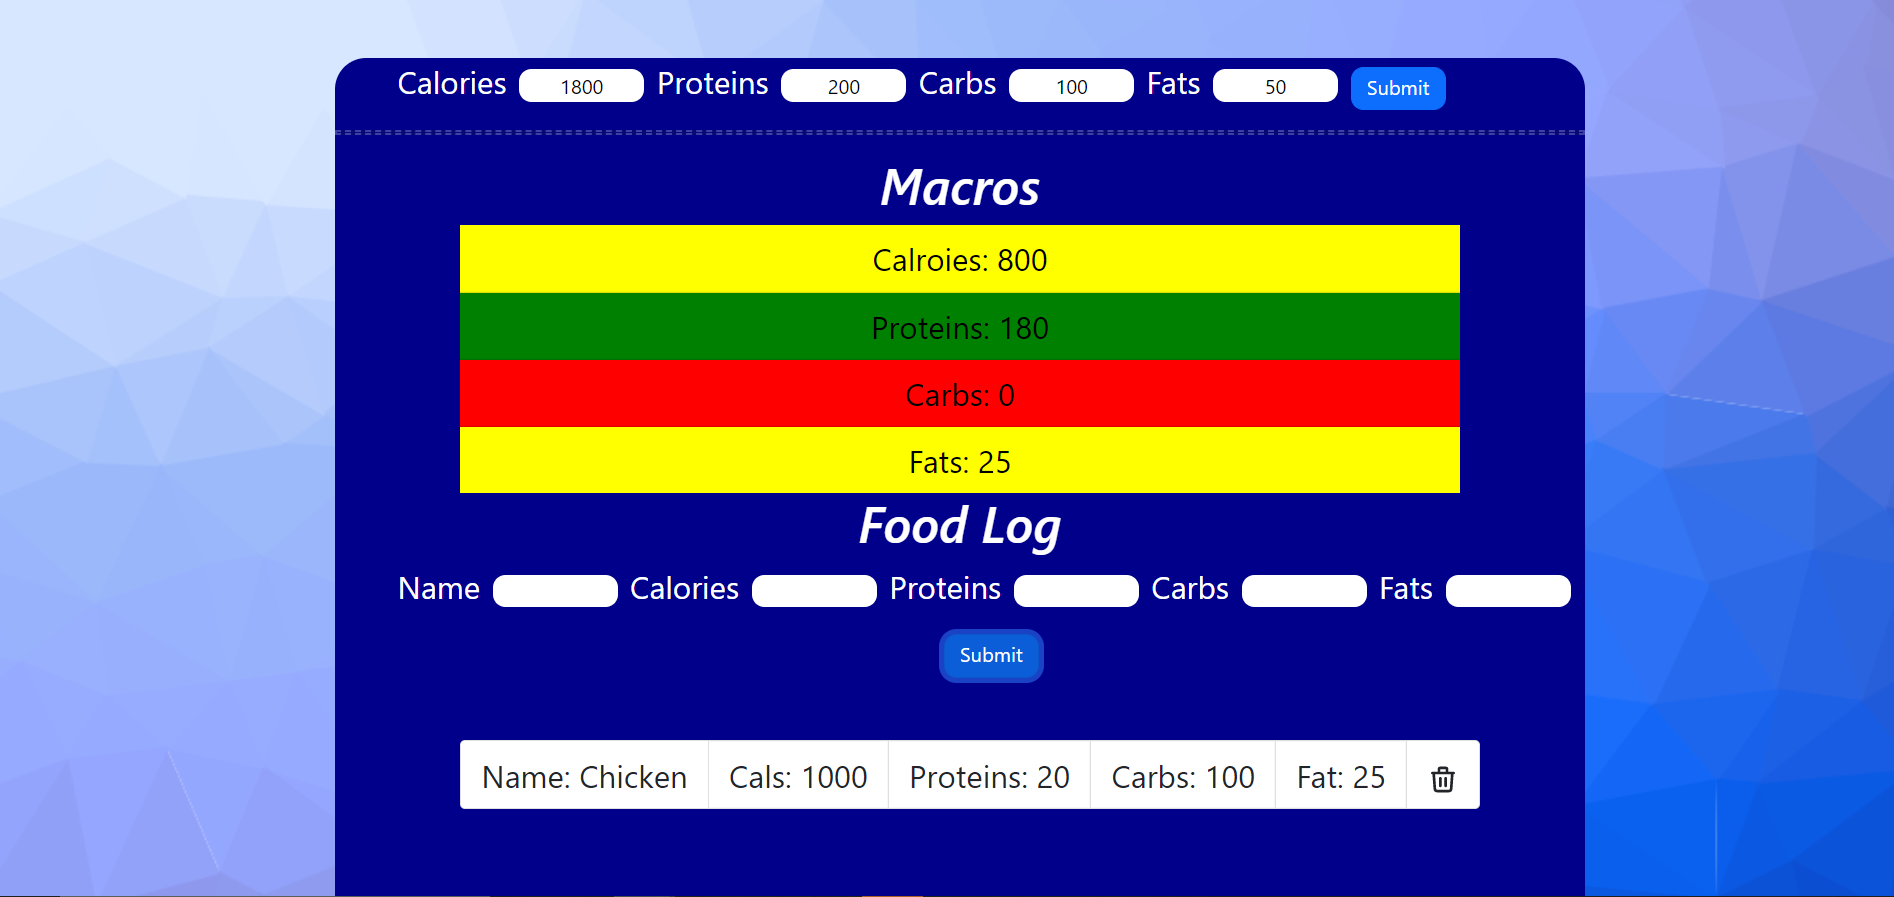 Calories 1800 Proteins 200 Carbs 100 Fats 50 Submit
Macros
Calroies: 800
Proteins: 180
Carbs: 0
Fats: 25
Food Log
Name Calories Proteins Carbs Fats
Submit
Name: Chicken Cals: 1000 Proteins: 20 Carbs: 100 Fat: 25